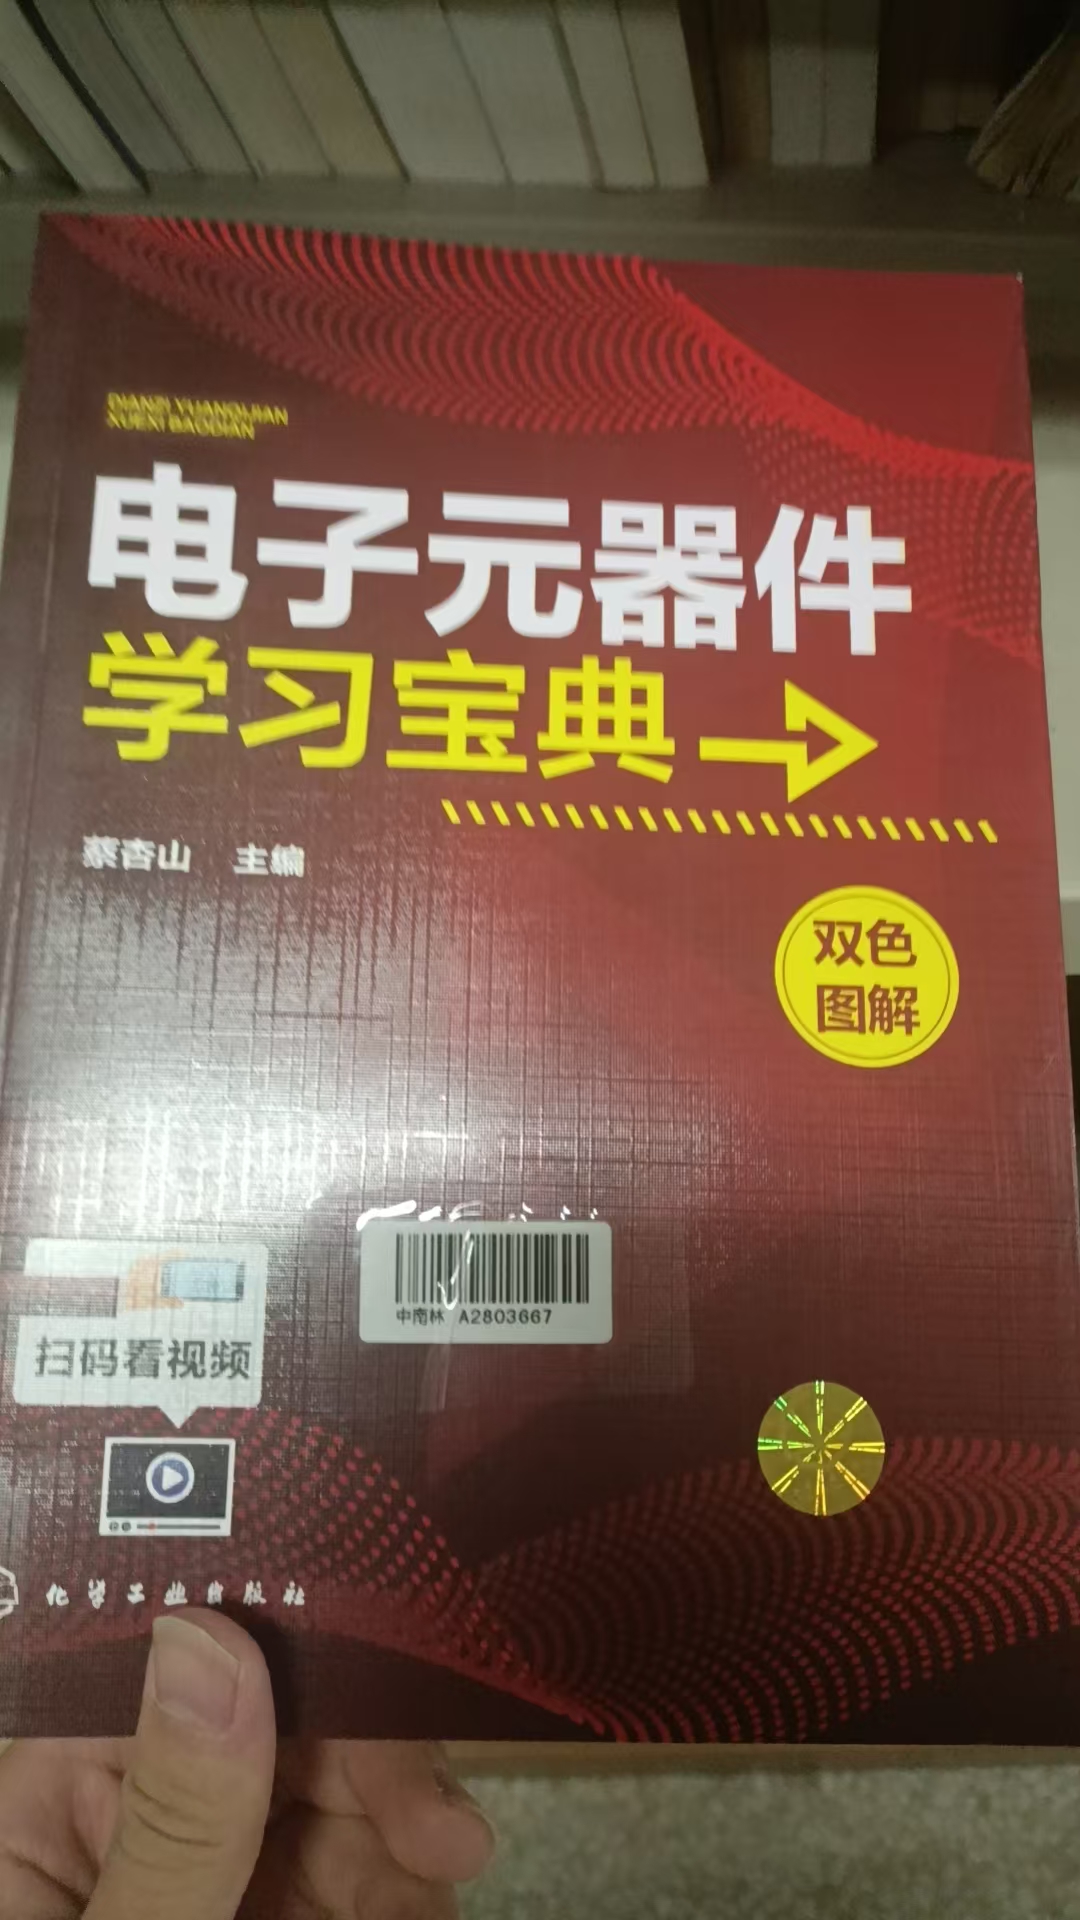 DIANZI YUANQIJIAN
XUEXI BAODIAN
电子元器件
学习宝典
蔡杏山 主编
双色
图解
中南林 A2803667
扫码看视频
化学工业出版社